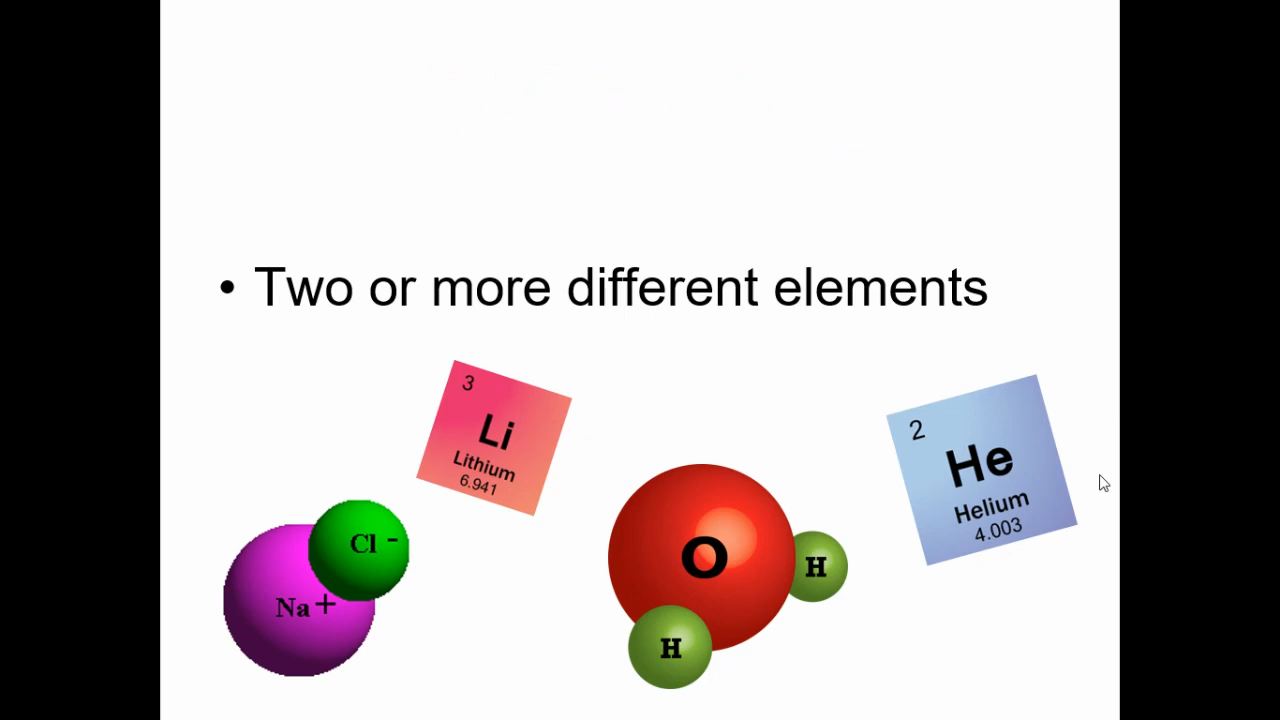 • Two or more different elements
3
Li
Lithium
6.941
2
He
Helium
4.003
Cl -
Na +
O
H
H